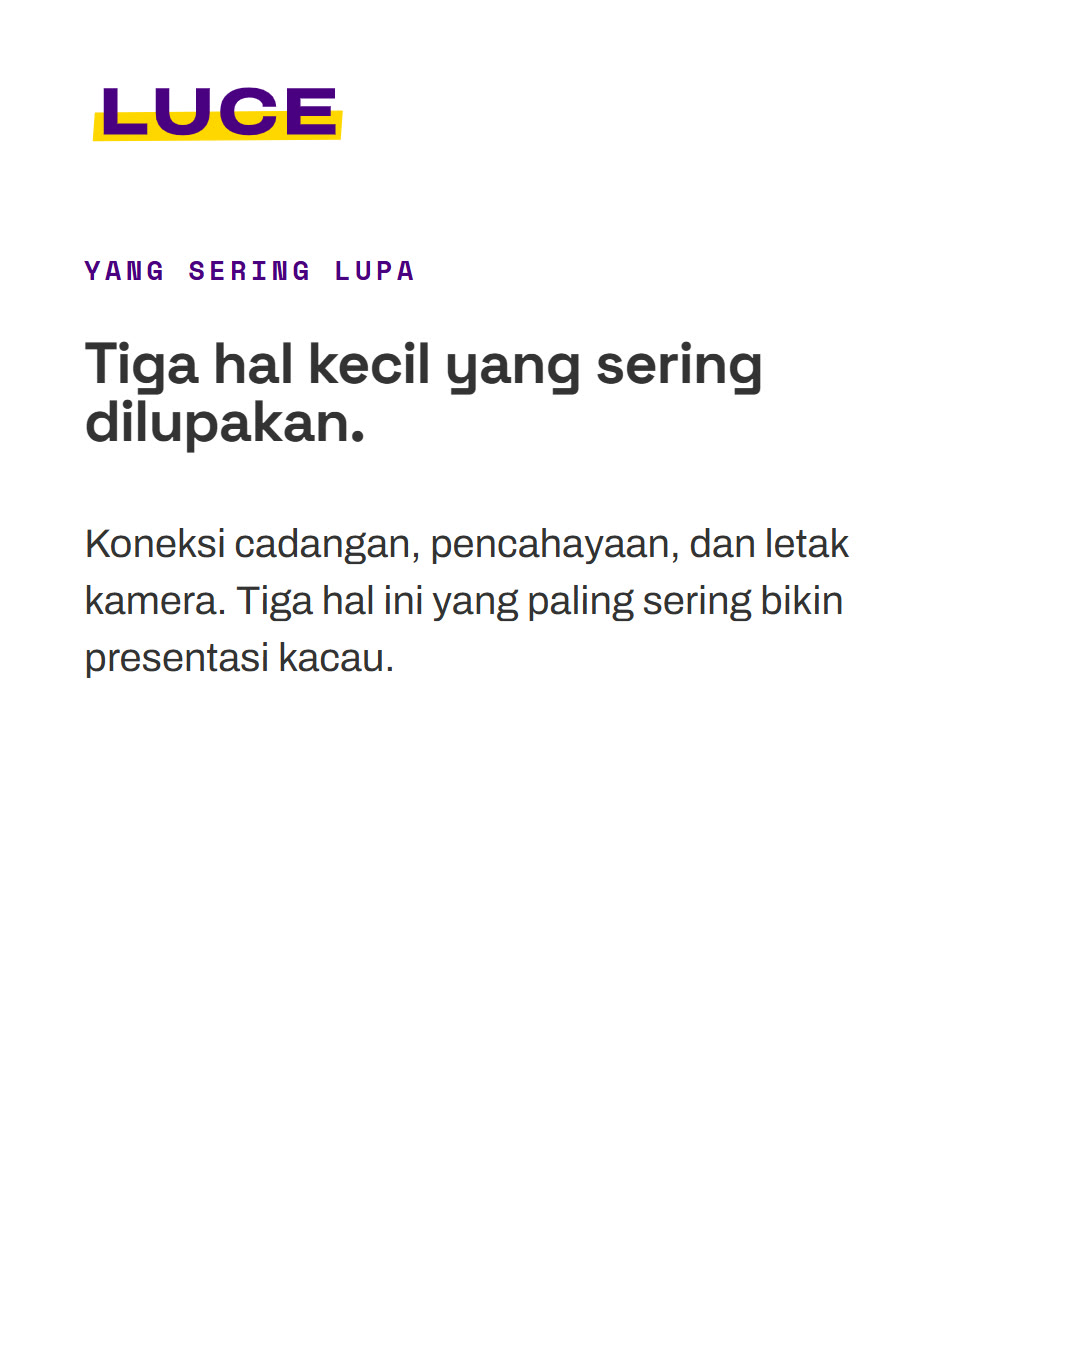 LUCE
YANG SERING LUPA
Tiga hal kecil yang sering
dilupakan.
Koneksi cadangan, pencahayaan, dan letak
kamera. Tiga hal ini yang paling sering bikin
presentasi kacau.